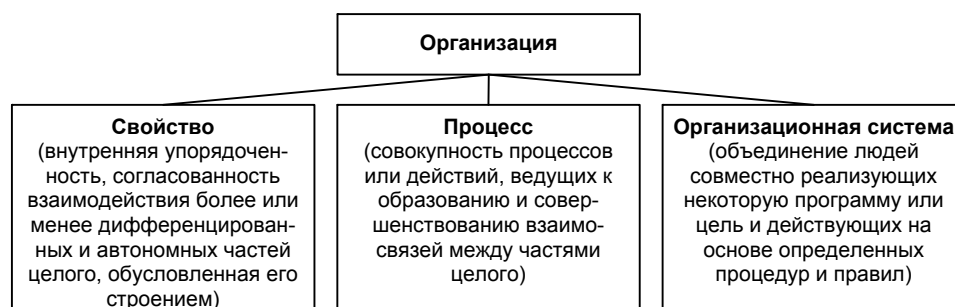 Организация
Свойство
(внутренняя упорядочен-
ность, согласованность
взаимодействия более или
менее дифференцирован-
ных и автономных частей
целого, обусловленная его
строением)
Процесс
(совокупность процессов
или действий, ведущих к
образованию и совер-
шенствованию взаимо-
связей между частями
целого)
Организационная система
(объединение людей
совместно реализующих
некоторую программу или
цель и действующих на
основе определенных
процедур и правил)